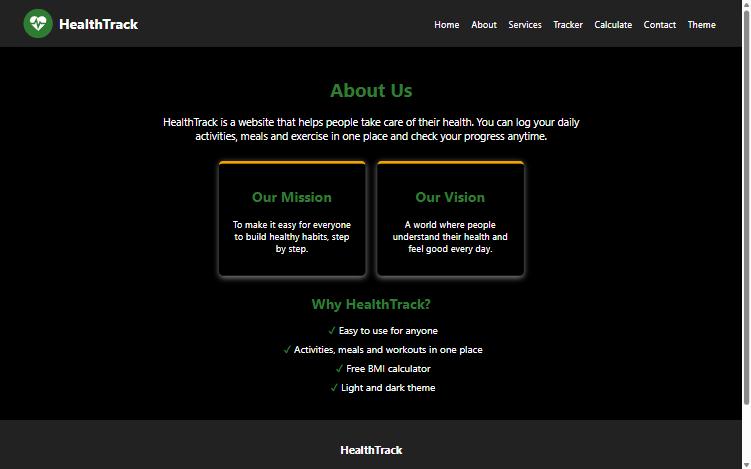 HealthTrack
Home About Services Tracker Calculate Contact Theme
About Us
HealthTrack is a website that helps people take care of their health. You can log your daily
activities, meals and exercise in one place and check your progress anytime.
Our Mission
To make it easy for everyone
to build healthy habits, step
by step.
Our Vision
A world where people
understand their health and
feel good every day.
Why HealthTrack?
✓ Easy to use for anyone
✓ Activities, meals and workouts in one place
✓ Free BMI calculator
✓ Light and dark theme
HealthTrack